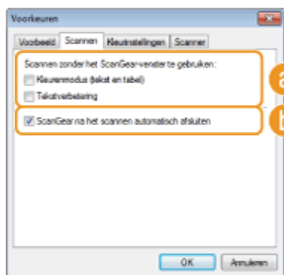 Voorkeuren
Voorbeeld Scannen Kleurinstellingen Scanner
Scannen zonder het ScanGear-venster te gebruiken:
Kleurenmodus (tekst en tabel)
Tekstverbetering
a
ScanGear na het scannen automatisch afsluiten
b
OK Annuleren